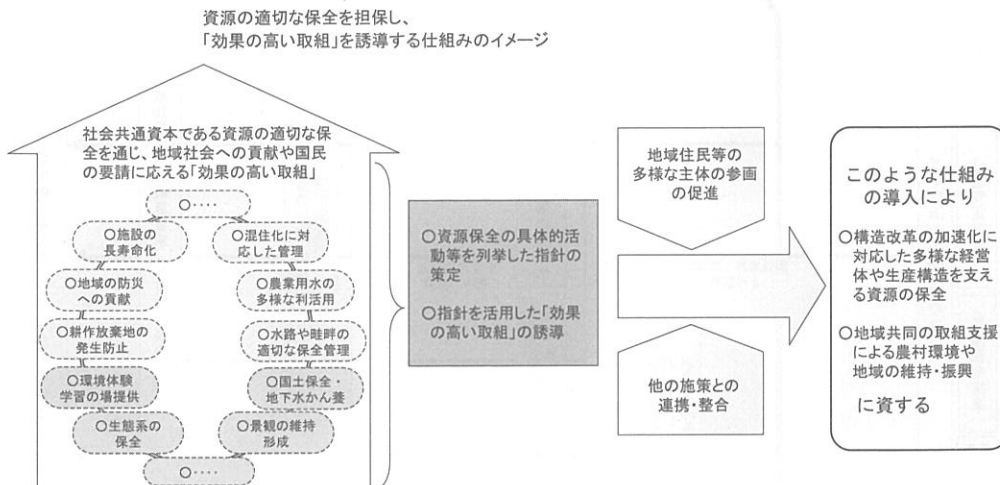 資源の適切な保全を担保し、
「効果の高い取組」を誘導する仕組みのイメージ
社会共通資本である資源の適切な保
全を通じ、地域社会への貢献や国民
の要請に応える「効果の高い取組」
○‥‥
○施設の
長寿命化
○混住化に対
応した管理
○地域の防災
への貢献
○農業用水の
多様な利活用
○耕作放棄地の
発生防止
○水路や畦畔の
適切な保全管理
○環境体験
学習の場提供
○国土保全・
地下水かん養
○生態系の
保全
○景観の維持
形成
○‥‥
○資源保全の具体的活
動等を列挙した指針の
策定
○指針を活用した「効果
の高い取組」の誘導
地域住民等の
多様な主体の参画
の促進
他の施策との
連携・整合
このような仕組み
の導入により
○構造改革の加速化に
対応した多様な経営
体や生産構造を支え
る資源の保全
○地域共同の取組支援
による農村環境や
地域の維持・振興
に資する